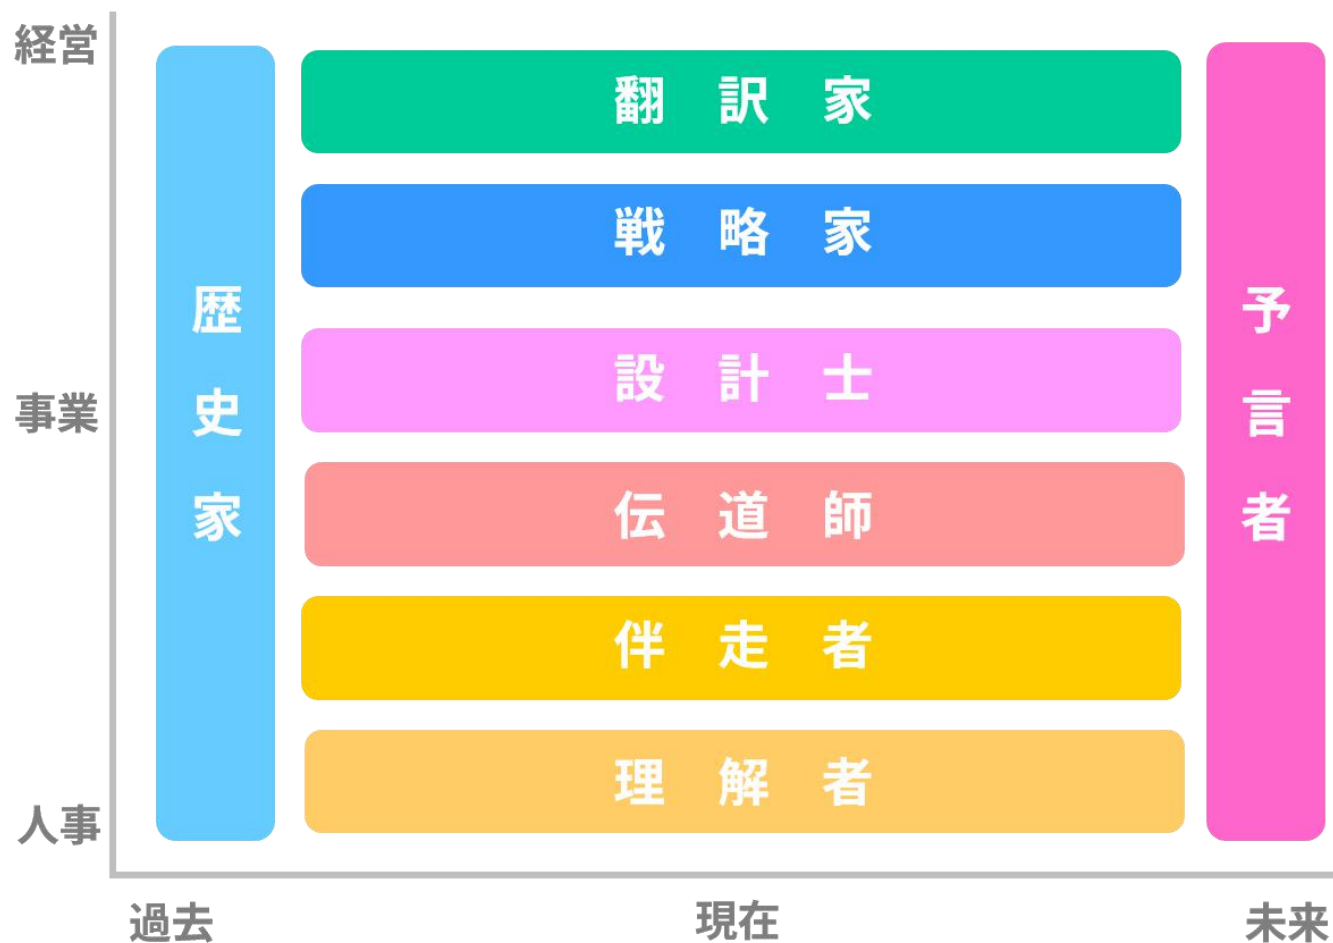 経営
翻訳家
戦略家
設計士
事業
伝道師
伴走者
理解者
人事
歴史家
予言者
過去
現在
未来